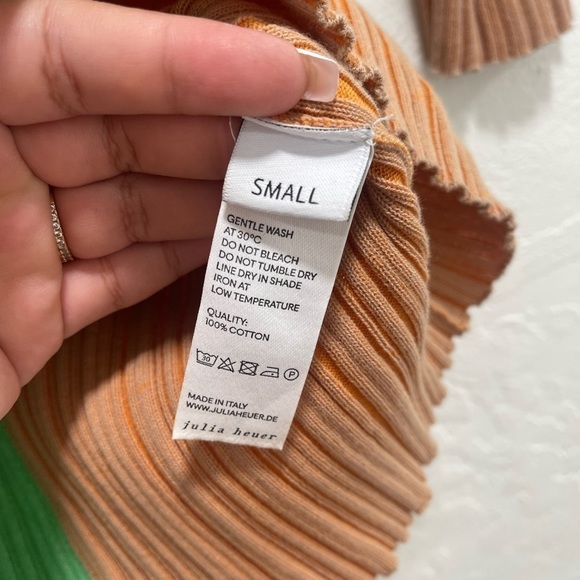 SMALL
GENTLE WASH
AT 30°C
DO NOT BLEACH
DO NOT TUMBLE DRY
LINE DRY IN SHADE
IRON AT
LOW TEMPERATURE
QUALITY:
100% COTTON
30 P
MADE IN ITALY
WWW.JULIAHEUER.DE
julia heuer